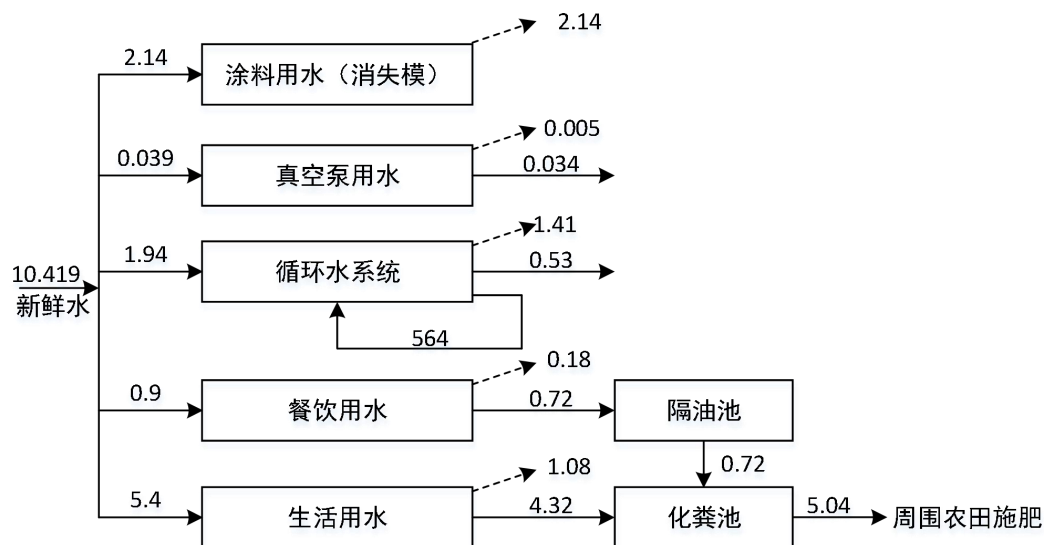 2.14
2.14
涂料用水（消失模）
0.005
0.039
真空泵用水
0.034
1.41
1.94
循环水系统
0.53
10.419
新鲜水
564
0.18
0.9
餐饮用水
0.72
隔油池
0.72
1.08
5.4
生活用水
4.32
化粪池
5.04
周围农田施肥